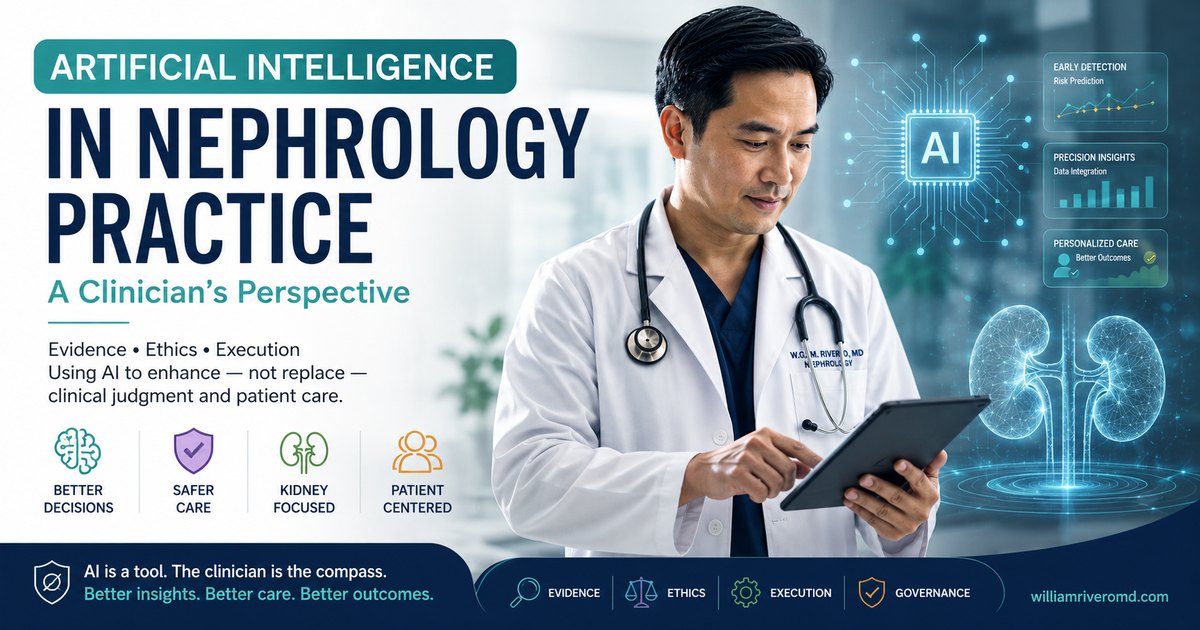 ARTIFICIAL INTELLIGENCE
IN NEPHROLOGY
PRACTICE
A Clinician's Perspective
Evidence • Ethics • Execution
Using AI to enhance — not replace —
clinical judgment and patient care.
BETTER
DECISIONS
SAFER
CARE
KIDNEY
FOCUSED
PATIENT
CENTERED
AI is a tool. The clinician is the compass.
Better insights. Better care. Better outcomes.
EVIDENCE
ETHICS
EXECUTION
GOVERNANCE
williamriveromd.com
AI
EARLY DETECTION
Risk Prediction
PRECISION INSIGHTS
Data Integration
PERSONALIZED CARE
Better Outcomes
MD